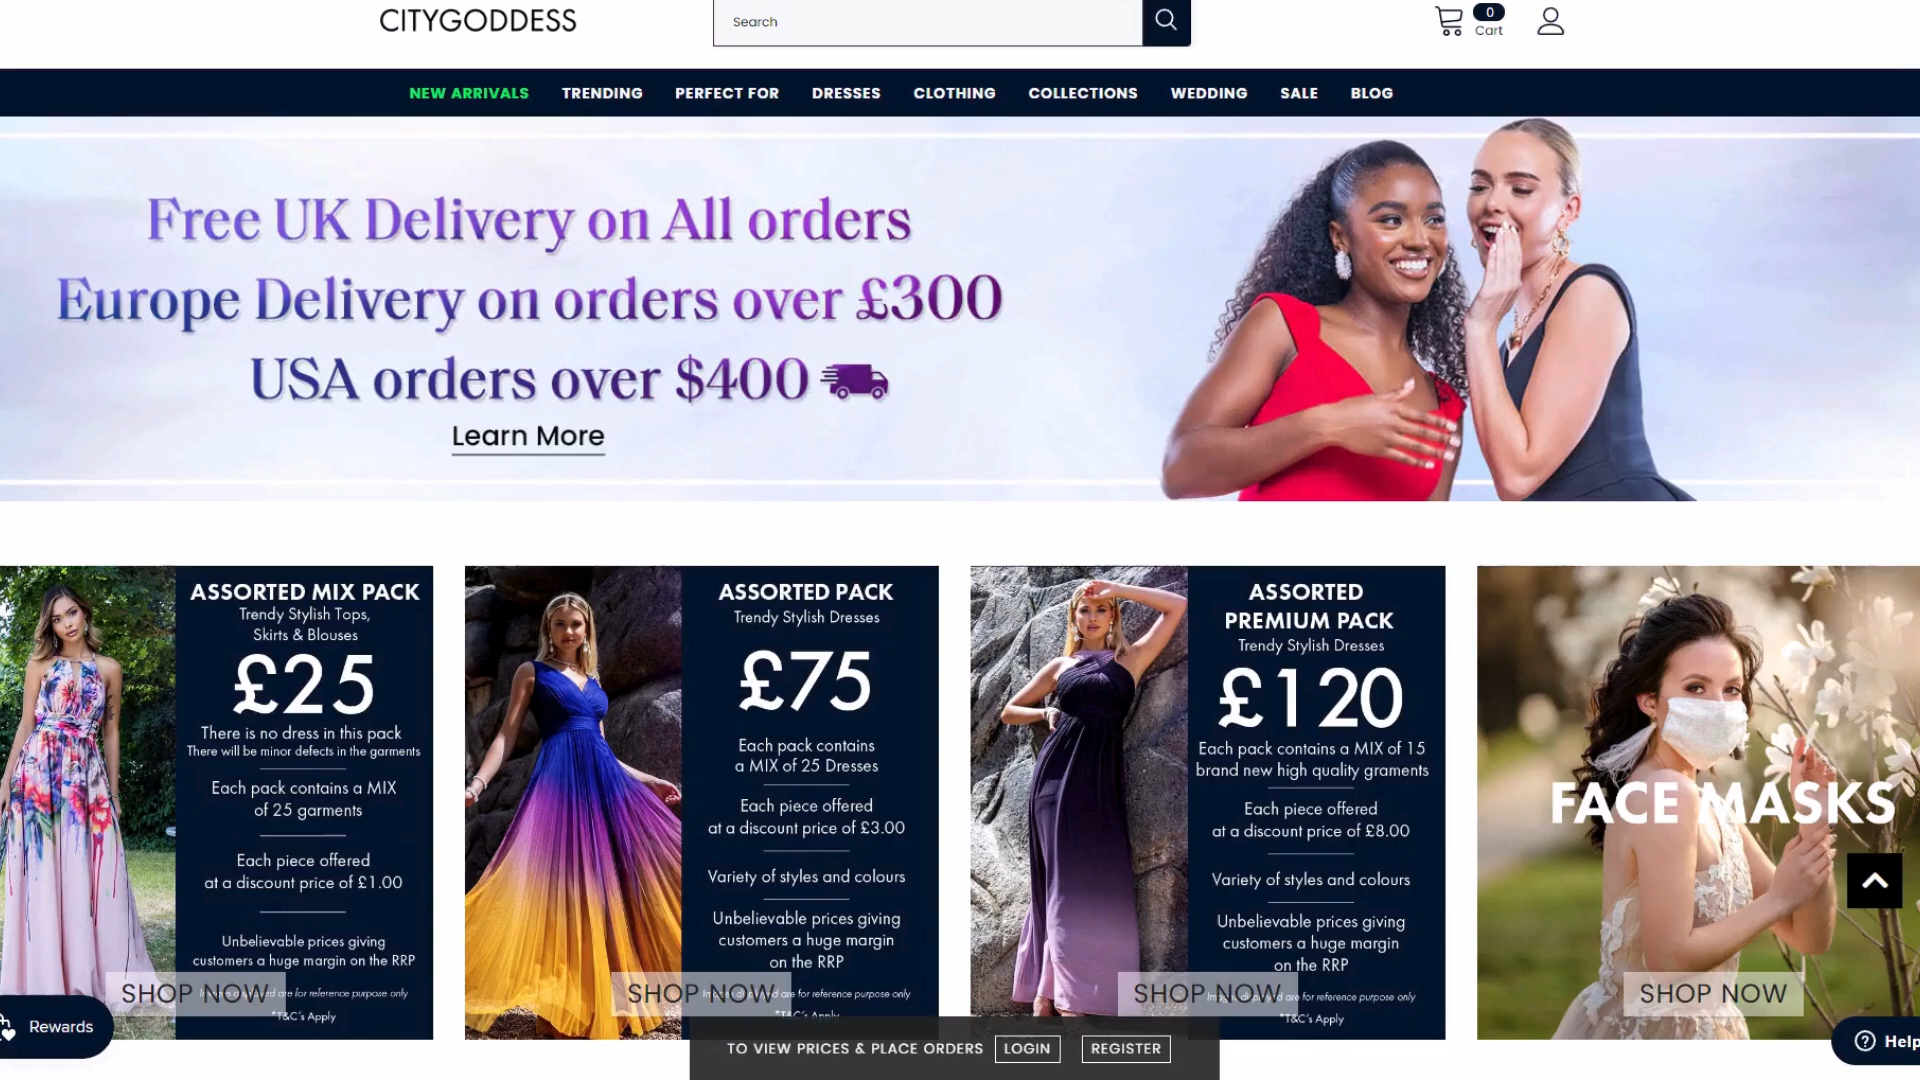 CITYGODDESS
Search
0
Cart
NEW ARRIVALS
TRENDING
PERFECT FOR
DRESSES
CLOTHING
COLLECTIONS
WEDDING
SALE
BLOG
Free UK Delivery on All orders
Europe Delivery on orders over £300
USA orders over $400
Learn More
ASSORTED MIX PACK
Trendy Stylish Tops,
Skirts & Blouses
£25
There is no dress in this pack
There will be minor defects in the garments
Each pack contains a MIX
of 25 garments
Each piece offered
at a discount price of £1.00
Unbelievable prices giving
customers a huge margin on the RRP
SHOP NOW
are for reference purpose only
*T&C's Apply
ASSORTED PACK
Trendy Stylish Dresses
£75
Each pack contains
a MIX of 25 Dresses
Each piece offered
at a discount price of £3.00
Variety of styles and colours
Unbelievable prices giving
customers a huge margin
on the RRP
SHOP NOW
are for reference purpose only
*T&C's Apply
ASSORTED
PREMIUM PACK
Trendy Stylish Dresses
£120
Each pack contains a MIX of 15
brand new high quality graments
Each piece offered
at a discount price of £8.00
Variety of styles and colours
Unbelievable prices giving
customers a huge margin
on the RRP
SHOP NOW
are for reference purpose only
*T&C's Apply
FACE MASKS
SHOP NOW
Rewards
TO VIEW PRICES & PLACE ORDERS
LOGIN
REGISTER
Help